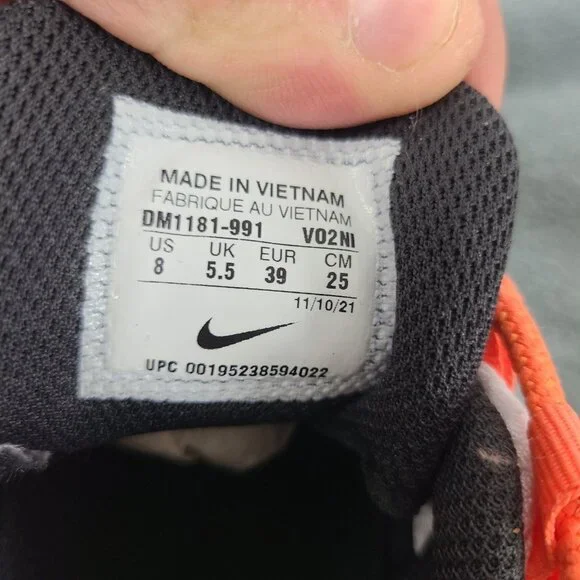 MADE IN VIETNAM
FABRIQUE AU VIETNAM
DM1181-991 V02NI
US UK EUR CM
8 5.5 39 25
11/10/21
UPC 00195238594022